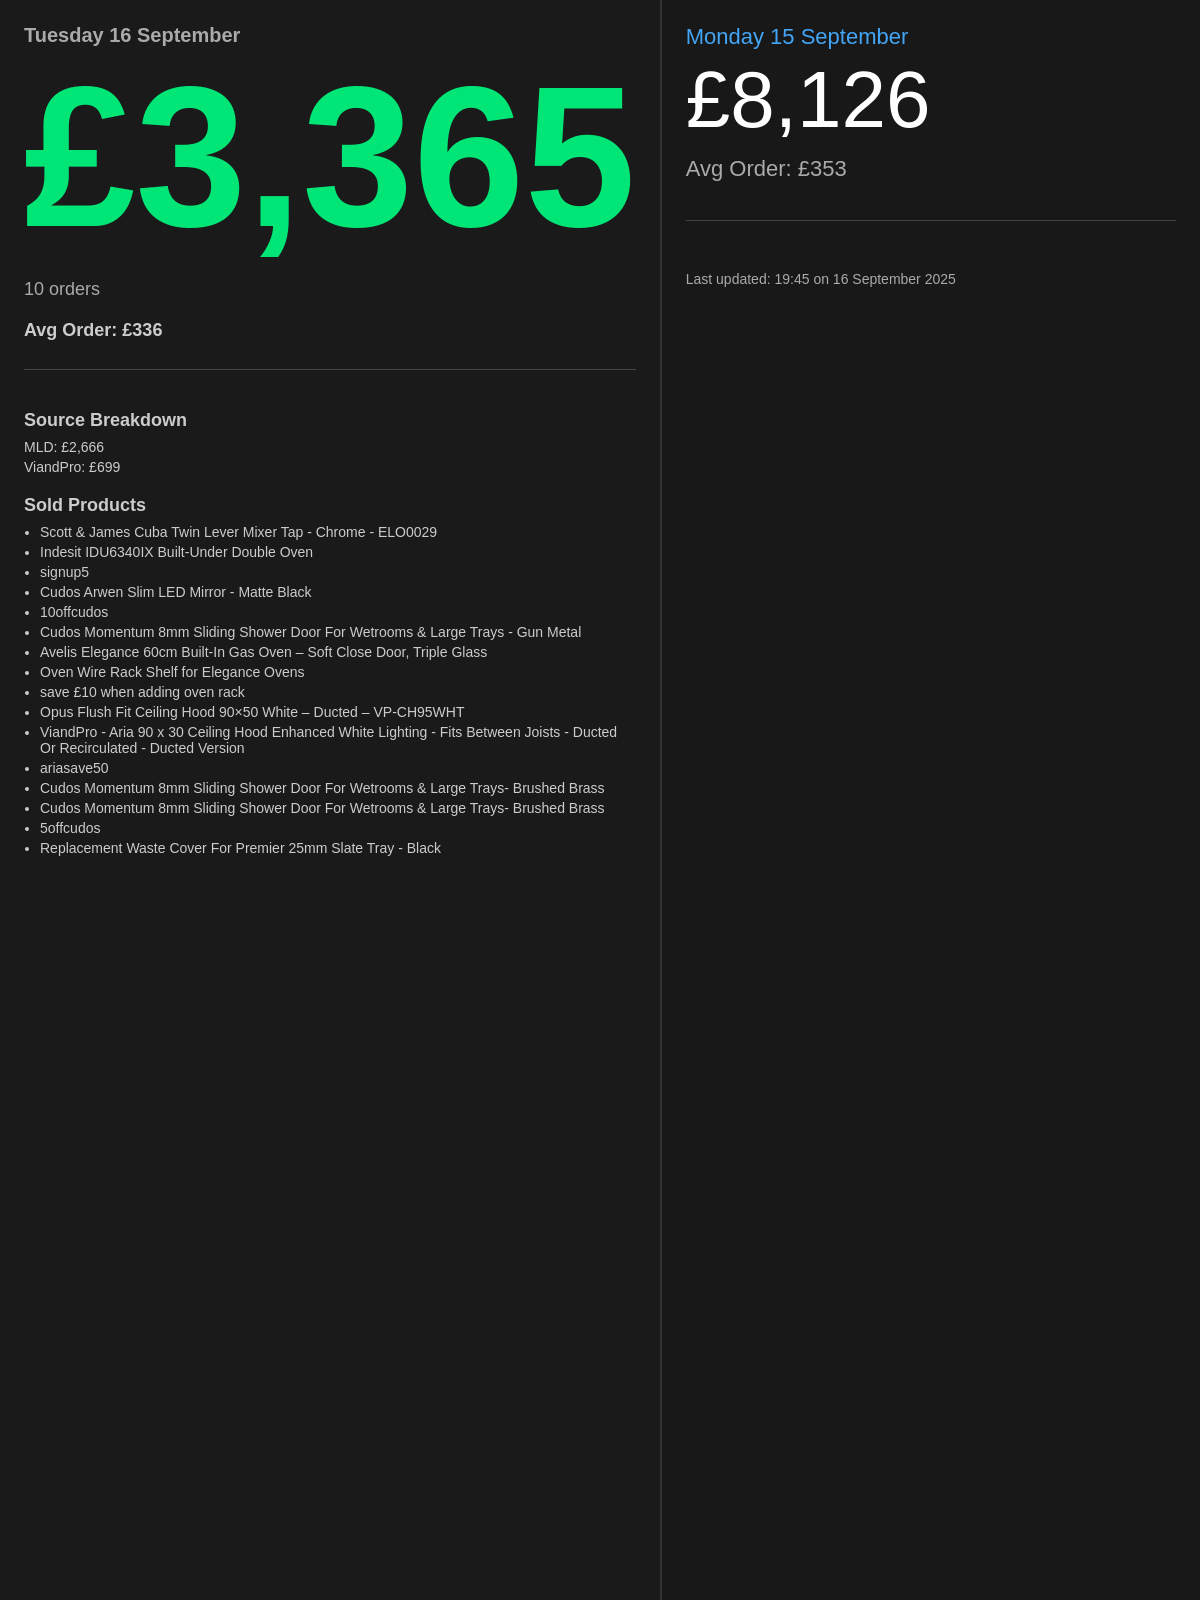 Tuesday 16 September
£3,365
10 orders
Avg Order: £336
Source Breakdown
MLD: £2,666
ViandPro: £699
Sold Products
• Scott & James Cuba Twin Lever Mixer Tap - Chrome - ELO0029
• Indesit IDU6340IX Built-Under Double Oven
• signup5
• Cudos Arwen Slim LED Mirror - Matte Black
• 10offcudos
• Cudos Momentum 8mm Sliding Shower Door For Wetrooms & Large Trays - Gun Metal
• Avelis Elegance 60cm Built-In Gas Oven – Soft Close Door, Triple Glass
• Oven Wire Rack Shelf for Elegance Ovens
• save £10 when adding oven rack
• Opus Flush Fit Ceiling Hood 90×50 White – Ducted – VP-CH95WHT
• ViandPro - Aria 90 x 30 Ceiling Hood Enhanced White Lighting - Fits Between Joists - Ducted
Or Recirculated - Ducted Version
• ariasave50
• Cudos Momentum 8mm Sliding Shower Door For Wetrooms & Large Trays- Brushed Brass
• Cudos Momentum 8mm Sliding Shower Door For Wetrooms & Large Trays- Brushed Brass
• 5offcudos
• Replacement Waste Cover For Premier 25mm Slate Tray - Black
Monday 15 September
£8,126
Avg Order: £353
Last updated: 19:45 on 16 September 2025